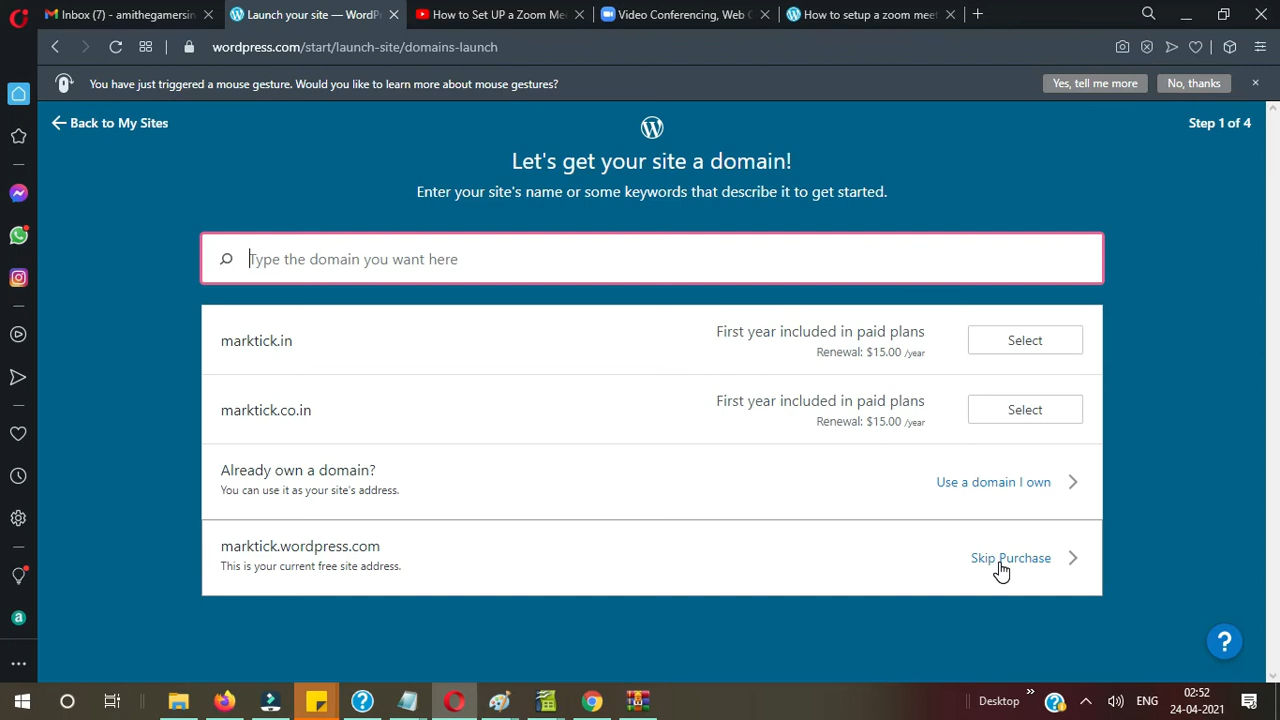 Inbox (7) - amithegamersin
Launch your site — WordPr
How to Set UP a Zoom Me
Video Conferencing, Web C
How to setup a zoom meet
wordpress.com/start/launch-site/domains-launch
You have just triggered a mouse gesture. Would you like to learn more about mouse gestures?
Yes, tell me more
No, thanks
Back to My Sites
Step 1 of 4
Let's get your site a domain!
Enter your site's name or some keywords that describe it to get started.
Type the domain you want here
marktick.in
First year included in paid plans
Renewal: $15.00 /year
Select
marktick.co.in
First year included in paid plans
Renewal: $15.00 /year
Select
Already own a domain?
You can use it as your site's address.
Use a domain I own
marktick.wordpress.com
This is your current free site address.
Skip Purchase
Desktop
ENG
02:52
24-04-2021